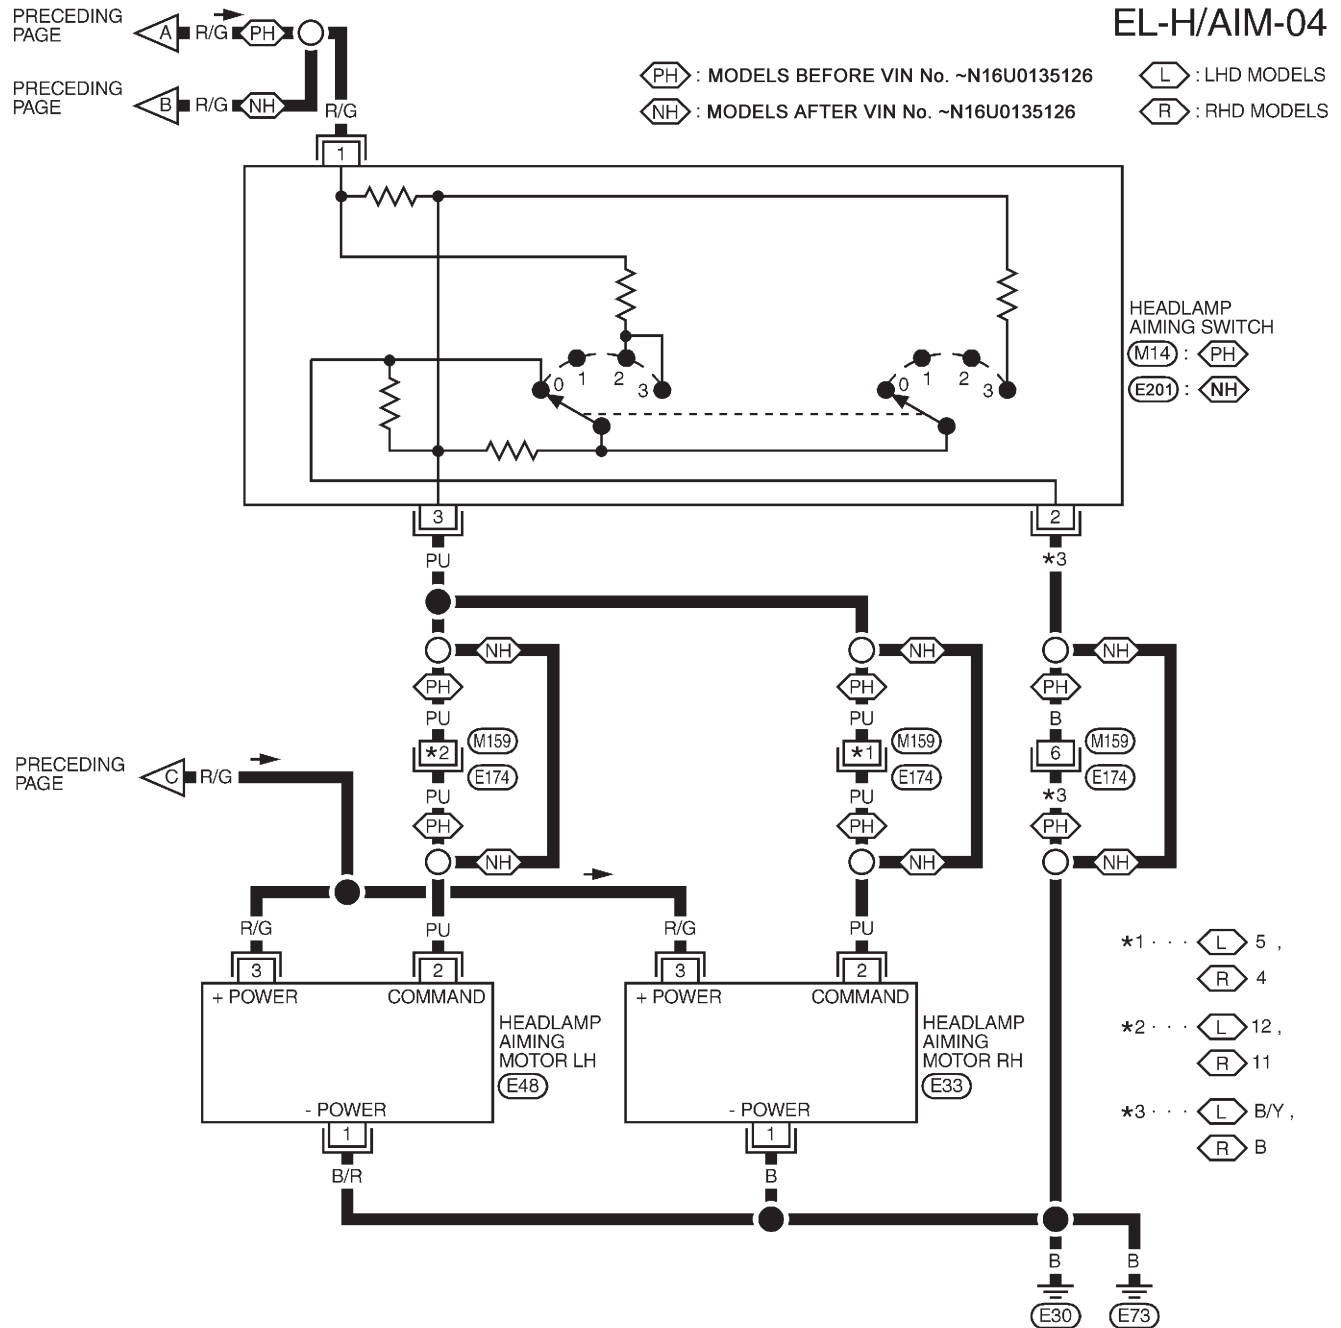 EL-H/AIM-04
PRECEDING
PAGE
A R/G PH
PRECEDING
PAGE
B R/G NH
R/G
PH : MODELS BEFORE VIN No. ~N16U0135126
NH : MODELS AFTER VIN No. ~N16U0135126
L : LHD MODELS
R : RHD MODELS
1
0 1 2 3
0 1 2 3
HEADLAMP
AIMING SWITCH
M14 : PH
E201 : NH
3
2
PU
*3
NH
NH
NH
PH
PH
PH
PU
PU
B
*2
M159
E174
*1
M159
E174
6
M159
E174
PU
PU
*3
PH
PH
PH
NH
NH
NH
PRECEDING
PAGE
C R/G
R/G
PU
R/G
PU
3
2
3
2
+ POWER
COMMAND
+ POWER
COMMAND
HEADLAMP
AIMING
MOTOR LH
E48
HEADLAMP
AIMING
MOTOR RH
E33
- POWER
- POWER
1
1
B/R
B
*1 · · · L 5 ,
R 4
*2 · · · L 12 ,
R 11
*3 · · · L B/Y ,
R B
B
B
E30
E73